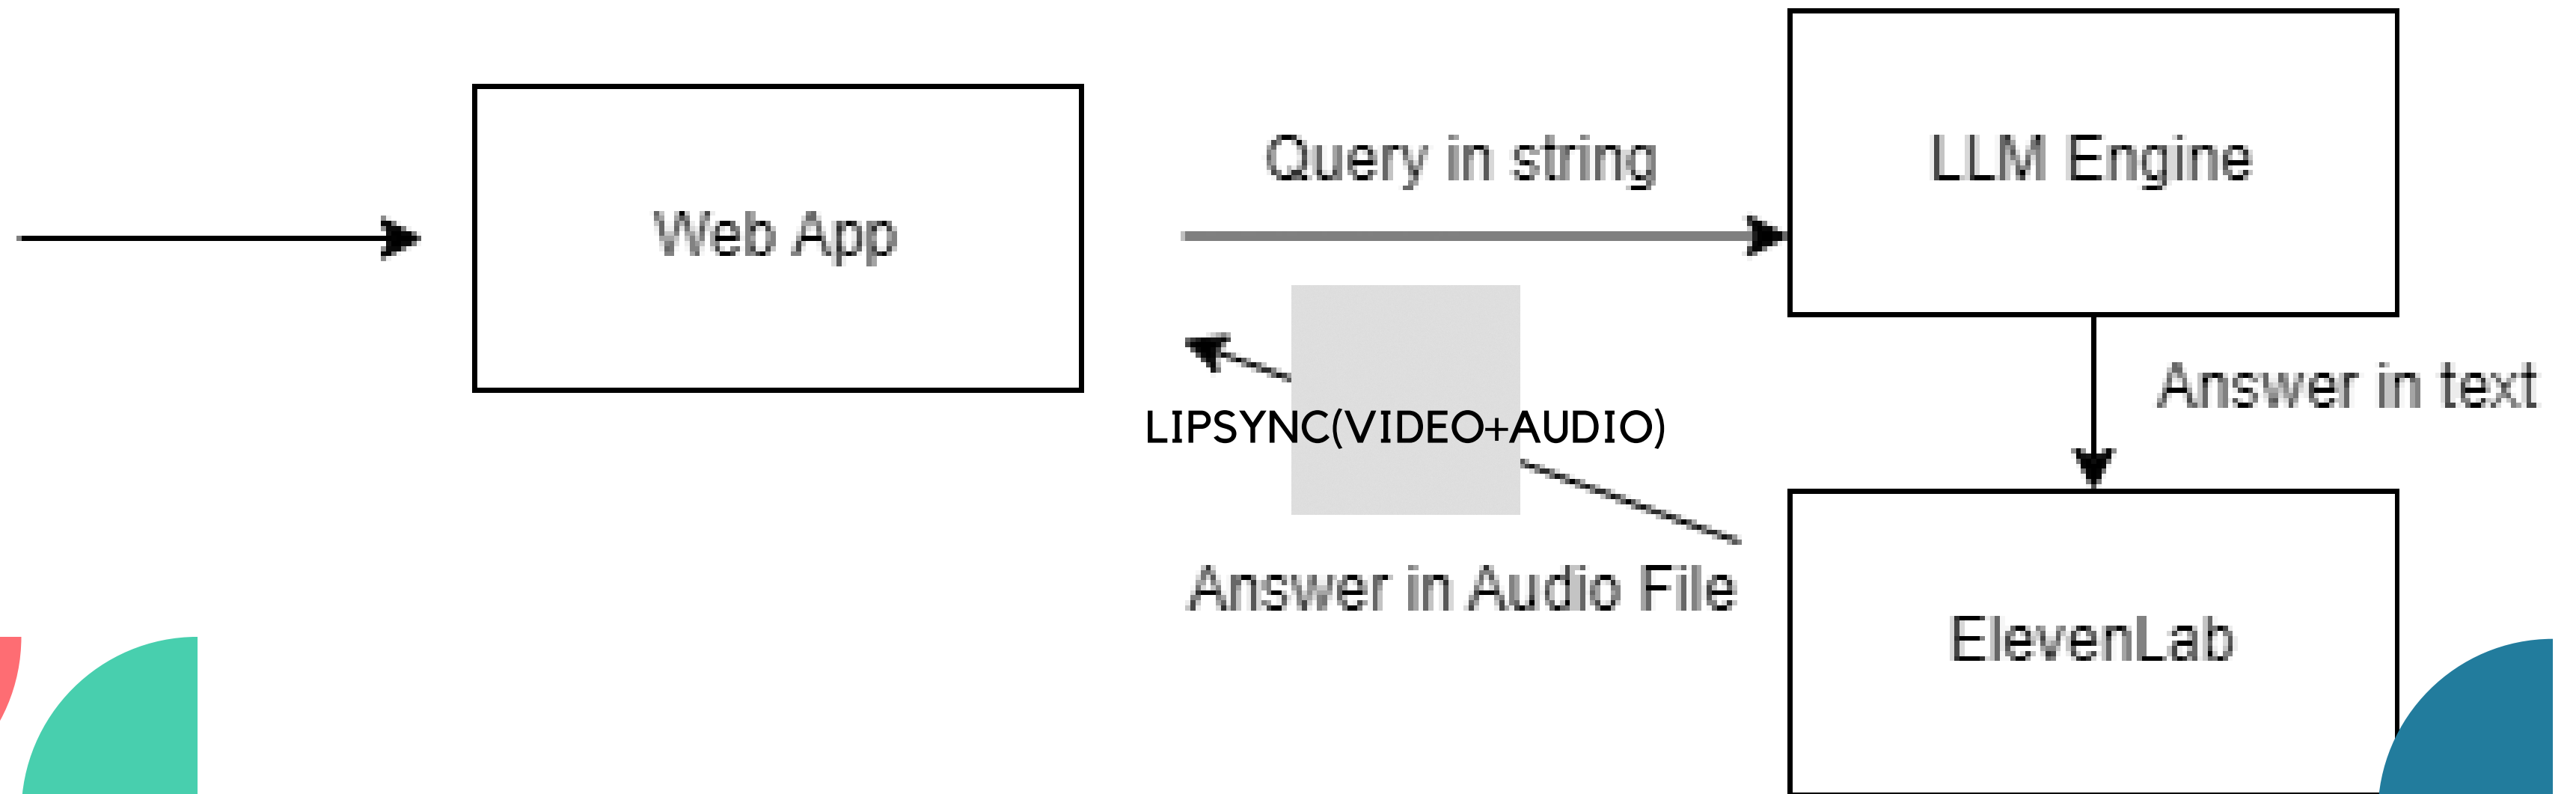 Web App
Query in string
LLM Engine
Answer in text
LIPSYNC(VIDEO+AUDIO)
Answer in Audio File
ElevenLab